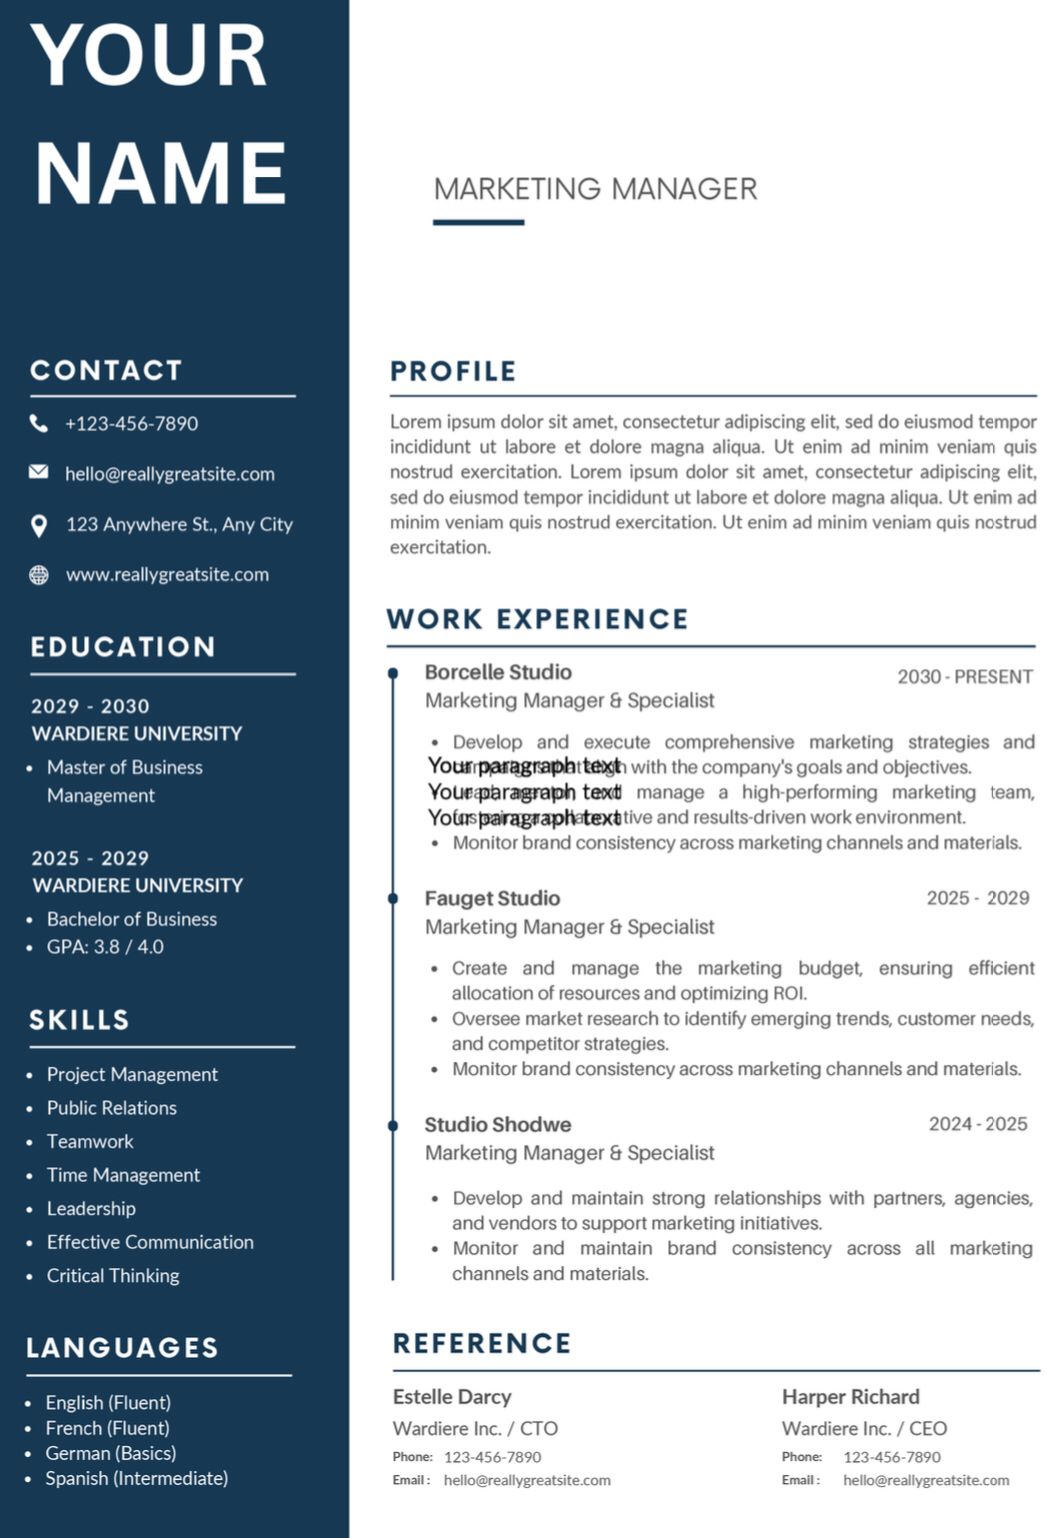 YOUR
NAME
MARKETING MANAGER
CONTACT
+123-456-7890
hello@reallygreatsite.com
123 Anywhere St., Any City
www.reallygreatsite.com
EDUCATION
2029 - 2030
WARDIERE UNIVERSITY
• Master of Business
Management
2025 - 2029
WARDIERE UNIVERSITY
• Bachelor of Business
• GPA: 3.8 / 4.0
SKILLS
• Project Management
• Public Relations
• Teamwork
• Time Management
• Leadership
• Effective Communication
• Critical Thinking
LANGUAGES
• English (Fluent)
• French (Fluent)
• German (Basics)
• Spanish (Intermediate)
PROFILE
Lorem ipsum dolor sit amet, consectetur adipiscing elit, sed do eiusmod tempor
incididunt ut labore et dolore magna aliqua. Ut enim ad minim veniam quis
nostrud exercitation. Lorem ipsum dolor sit amet, consectetur adipiscing elit,
sed do eiusmod tempor incididunt ut labore et dolore magna aliqua. Ut enim ad
minim veniam quis nostrud exercitation. Ut enim ad minim veniam quis nostrud
exercitation.
WORK EXPERIENCE
Borcelle Studio
2030 - PRESENT
Marketing Manager & Specialist
• Develop and execute comprehensive marketing strategies and
Your paragraph text
with the company's goals and objectives.
Your paragraph text
manage a high-performing marketing team,
Your paragraph text
and results-driven work environment.
• Monitor brand consistency across marketing channels and materials.
Fauget Studio
2025 - 2029
Marketing Manager & Specialist
• Create and manage the marketing budget, ensuring efficient
allocation of resources and optimizing ROI.
• Oversee market research to identify emerging trends, customer needs,
and competitor strategies.
• Monitor brand consistency across marketing channels and materials.
Studio Shodwe
2024 - 2025
Marketing Manager & Specialist
• Develop and maintain strong relationships with partners, agencies,
and vendors to support marketing initiatives.
• Monitor and maintain brand consistency across all marketing
channels and materials.
REFERENCE
Estelle Darcy
Wardiere Inc. / CTO
Phone: 123-456-7890
Email : hello@reallygreatsite.com
Harper Richard
Wardiere Inc. / CEO
Phone: 123-456-7890
Email : hello@reallygreatsite.com